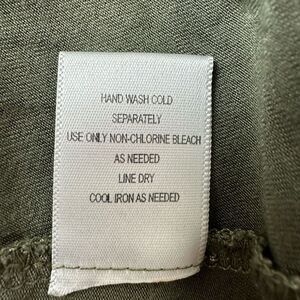 HAND WASH COLD
SEPARATELY
USE ONLY NON-CHLORINE BLEACH
AS NEEDED
LINE DRY
COOL IRON AS NEEDED